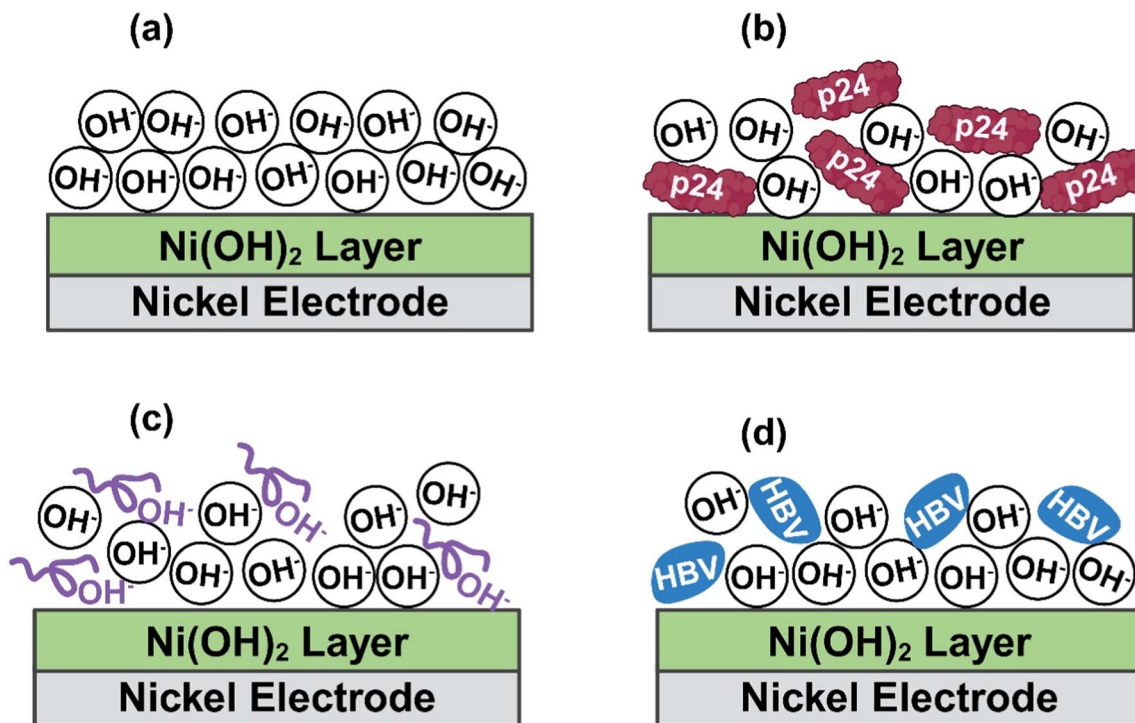 (a)
OH⁻ OH⁻ OH⁻ OH⁻ OH⁻ OH⁻
OH⁻ OH⁻ OH⁻ OH⁻ OH⁻ OH⁻ OH⁻
Ni(OH)₂ Layer
Nickel Electrode
(b)
p24
OH⁻ OH⁻ OH⁻ p24 OH⁻
p24 OH⁻ p24 OH⁻ OH⁻ p24
Ni(OH)₂ Layer
Nickel Electrode
(c)
OH⁻ OH⁻ OH⁻ OH⁻ OH⁻ OH⁻
OH⁻ OH⁻ OH⁻ OH⁻ OH⁻ OH⁻ OH⁻
Ni(OH)₂ Layer
Nickel Electrode
(d)
OH⁻ HBV OH⁻ HBV OH⁻ HBV
HBV OH⁻ OH⁻ OH⁻ OH⁻ OH⁻ OH⁻
Ni(OH)₂ Layer
Nickel Electrode